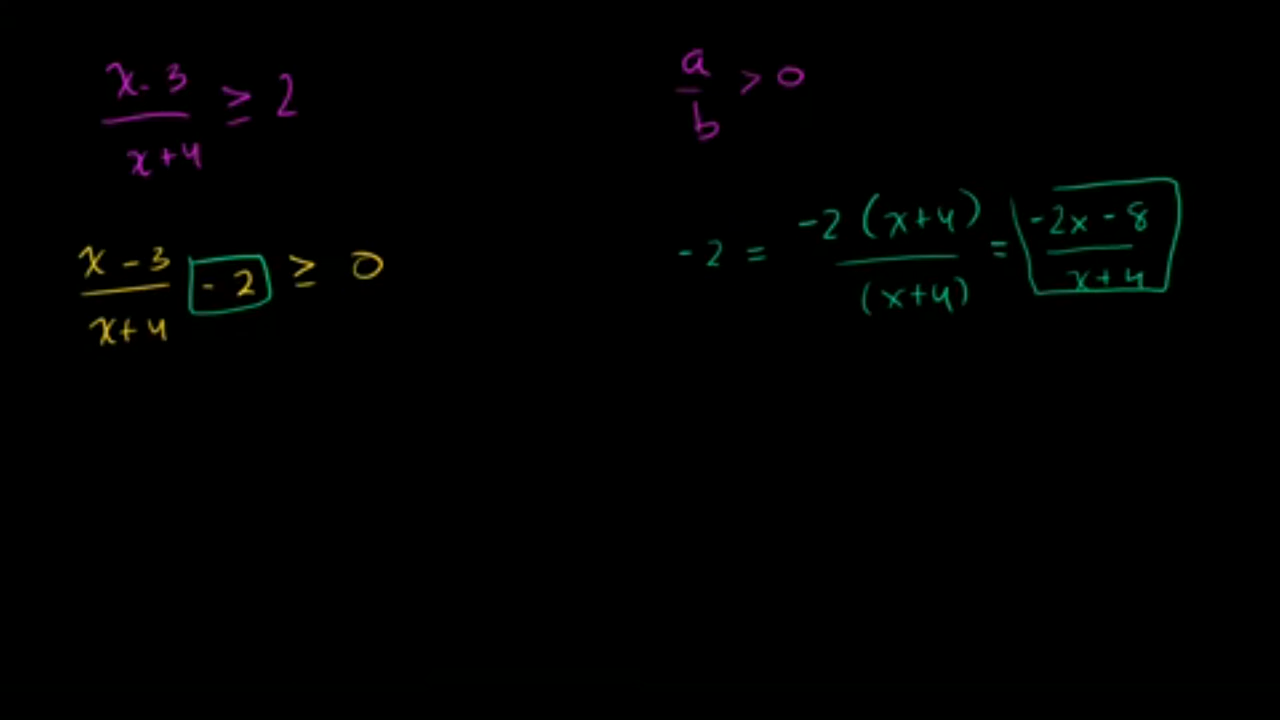 x - 3
─── ≥ 2
x + 4
a
─ > 0
b
x - 3
─── - 2 ≥ 0
x + 4
-2 = -2 (x+4) / (x+4) = -2x - 8 / x+4